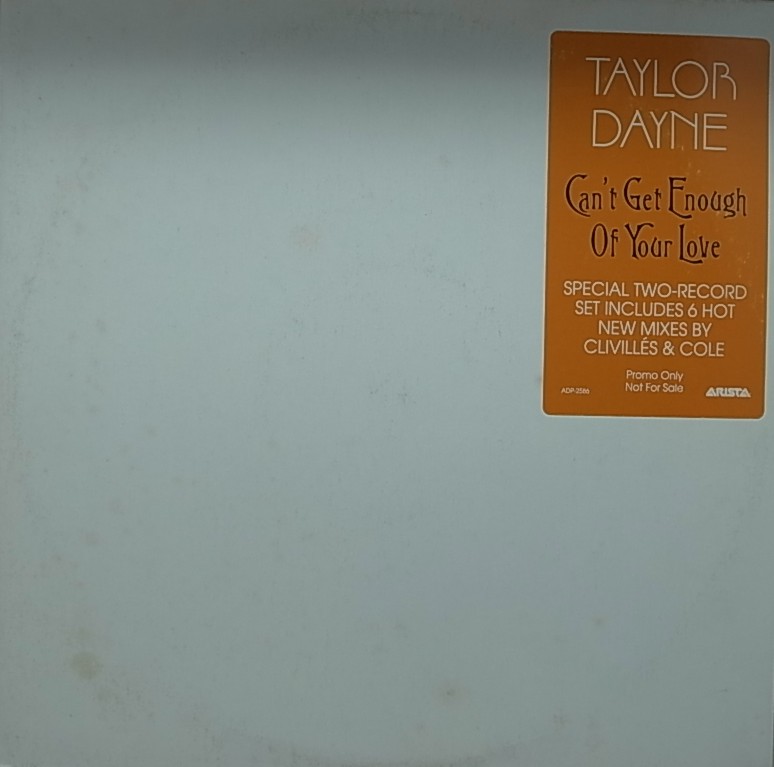 TAYLOR
DAYNE
Can't Get Enough
Of Your Love
SPECIAL TWO-RECORD
SET INCLUDES 6 HOT
NEW MIXES BY
CLIVILLÉS & COLE
Promo Only
Not For Sale
ADP-2586
ARISTA